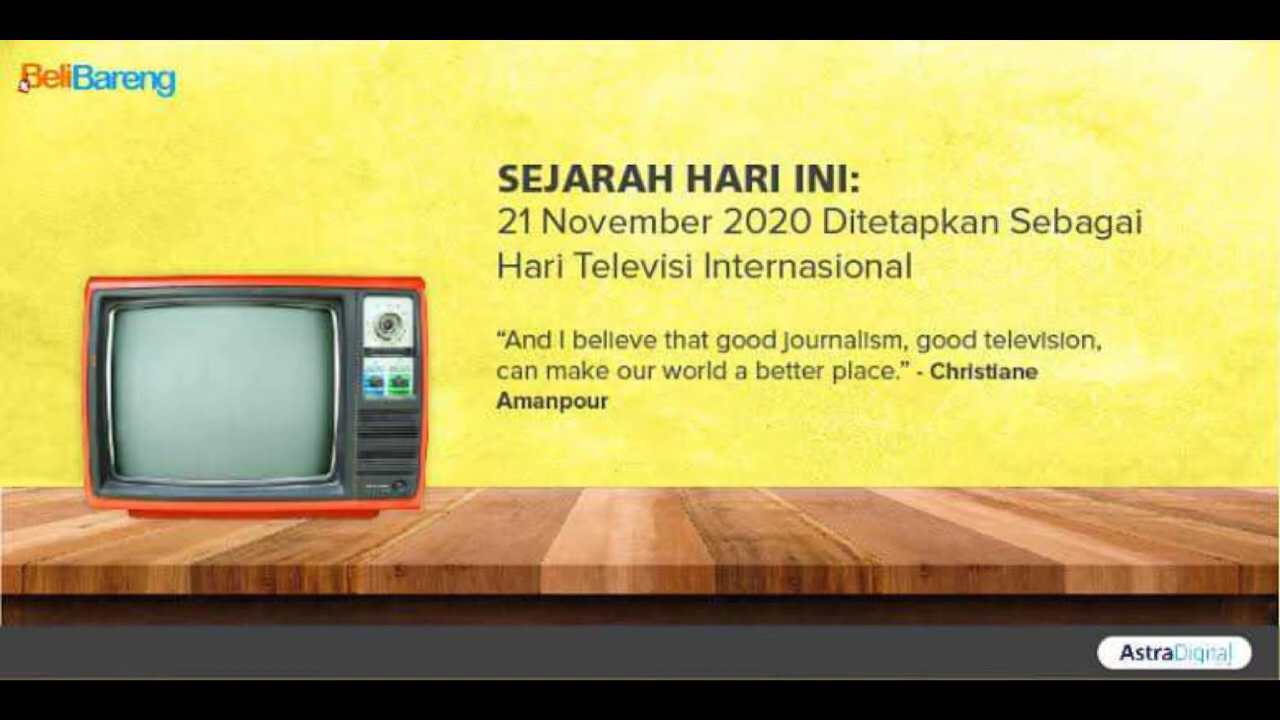 BeliBareng
SEJARAH HARI INI:
21 November 2020 Ditetapkan Sebagai
Hari Televisi Internasional
“And I believe that good journalism, good television,
can make our world a better place.” - Christiane
Amanpour
AstraDigital